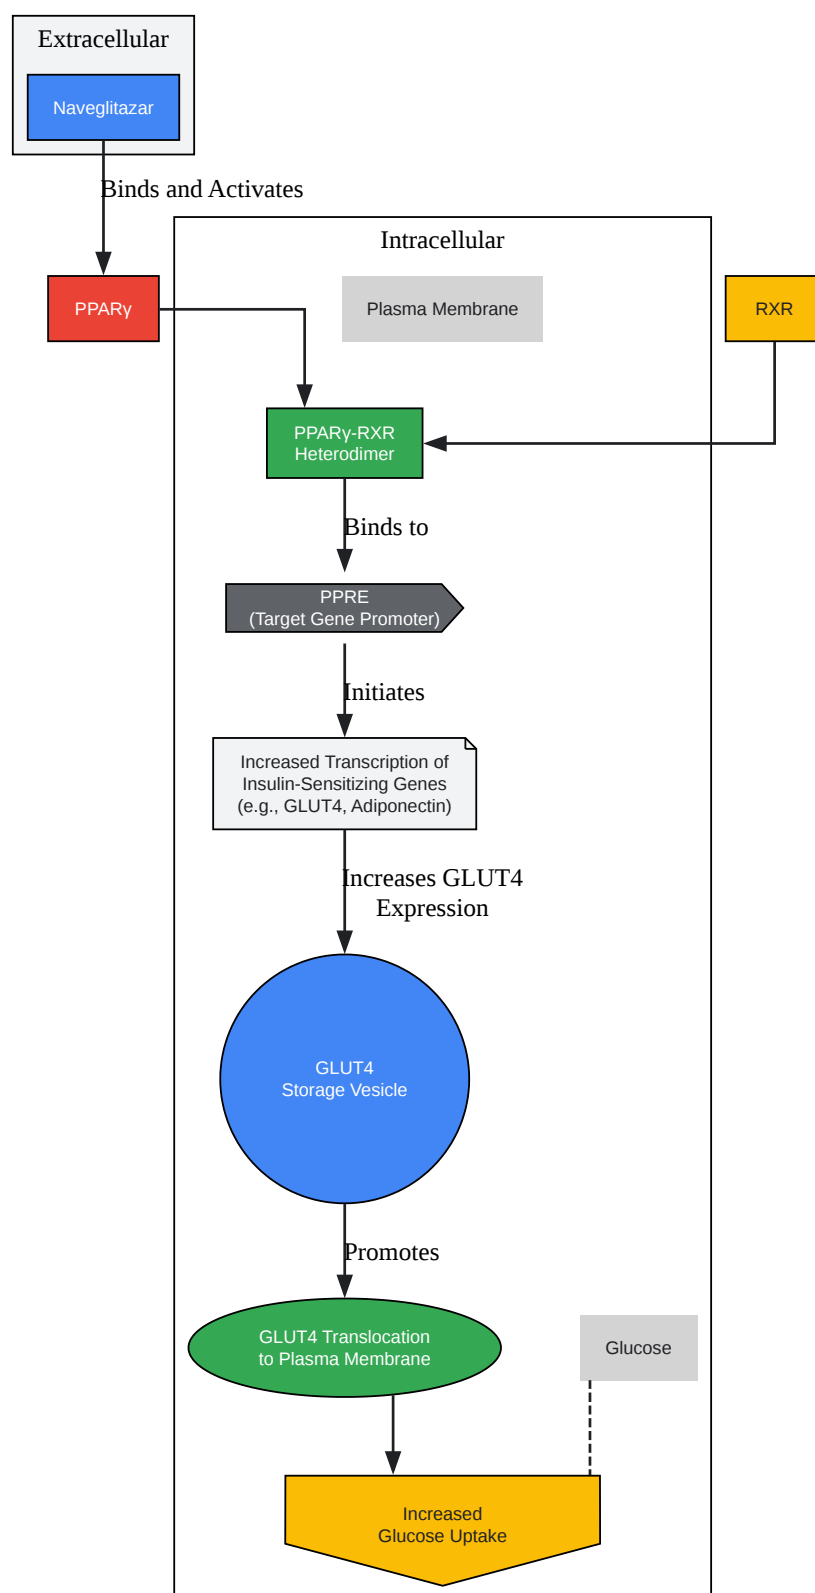 Extracellular
Naveglitazar
Binds and Activates
Intracellular
PPARγ
Plasma Membrane
RXR
PPARγ-RXR
Heterodimer
Binds to
PPRE
(Target Gene Promoter)
Initiates
Increased Transcription of
Insulin-Sensitizing Genes
(e.g., GLUT4, Adiponectin)
Increases GLUT4
Expression
GLUT4
Storage Vesicle
Promotes
GLUT4 Translocation
to Plasma Membrane
Glucose
Increased
Glucose Uptake